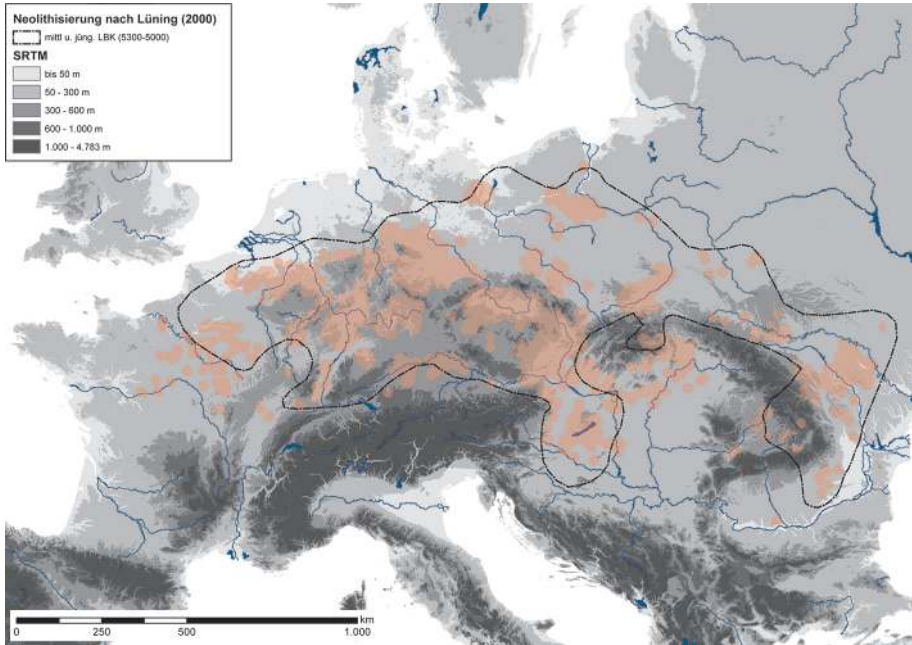 Neolithisierung nach Lüning (2000)
mittl u. jüng. LBK (5300-5000)
SRTM
bis 50 m
50 - 300 m
300 - 600 m
600 - 1.000 m
1.000 - 4.783 m
km
0 250 500 1.000